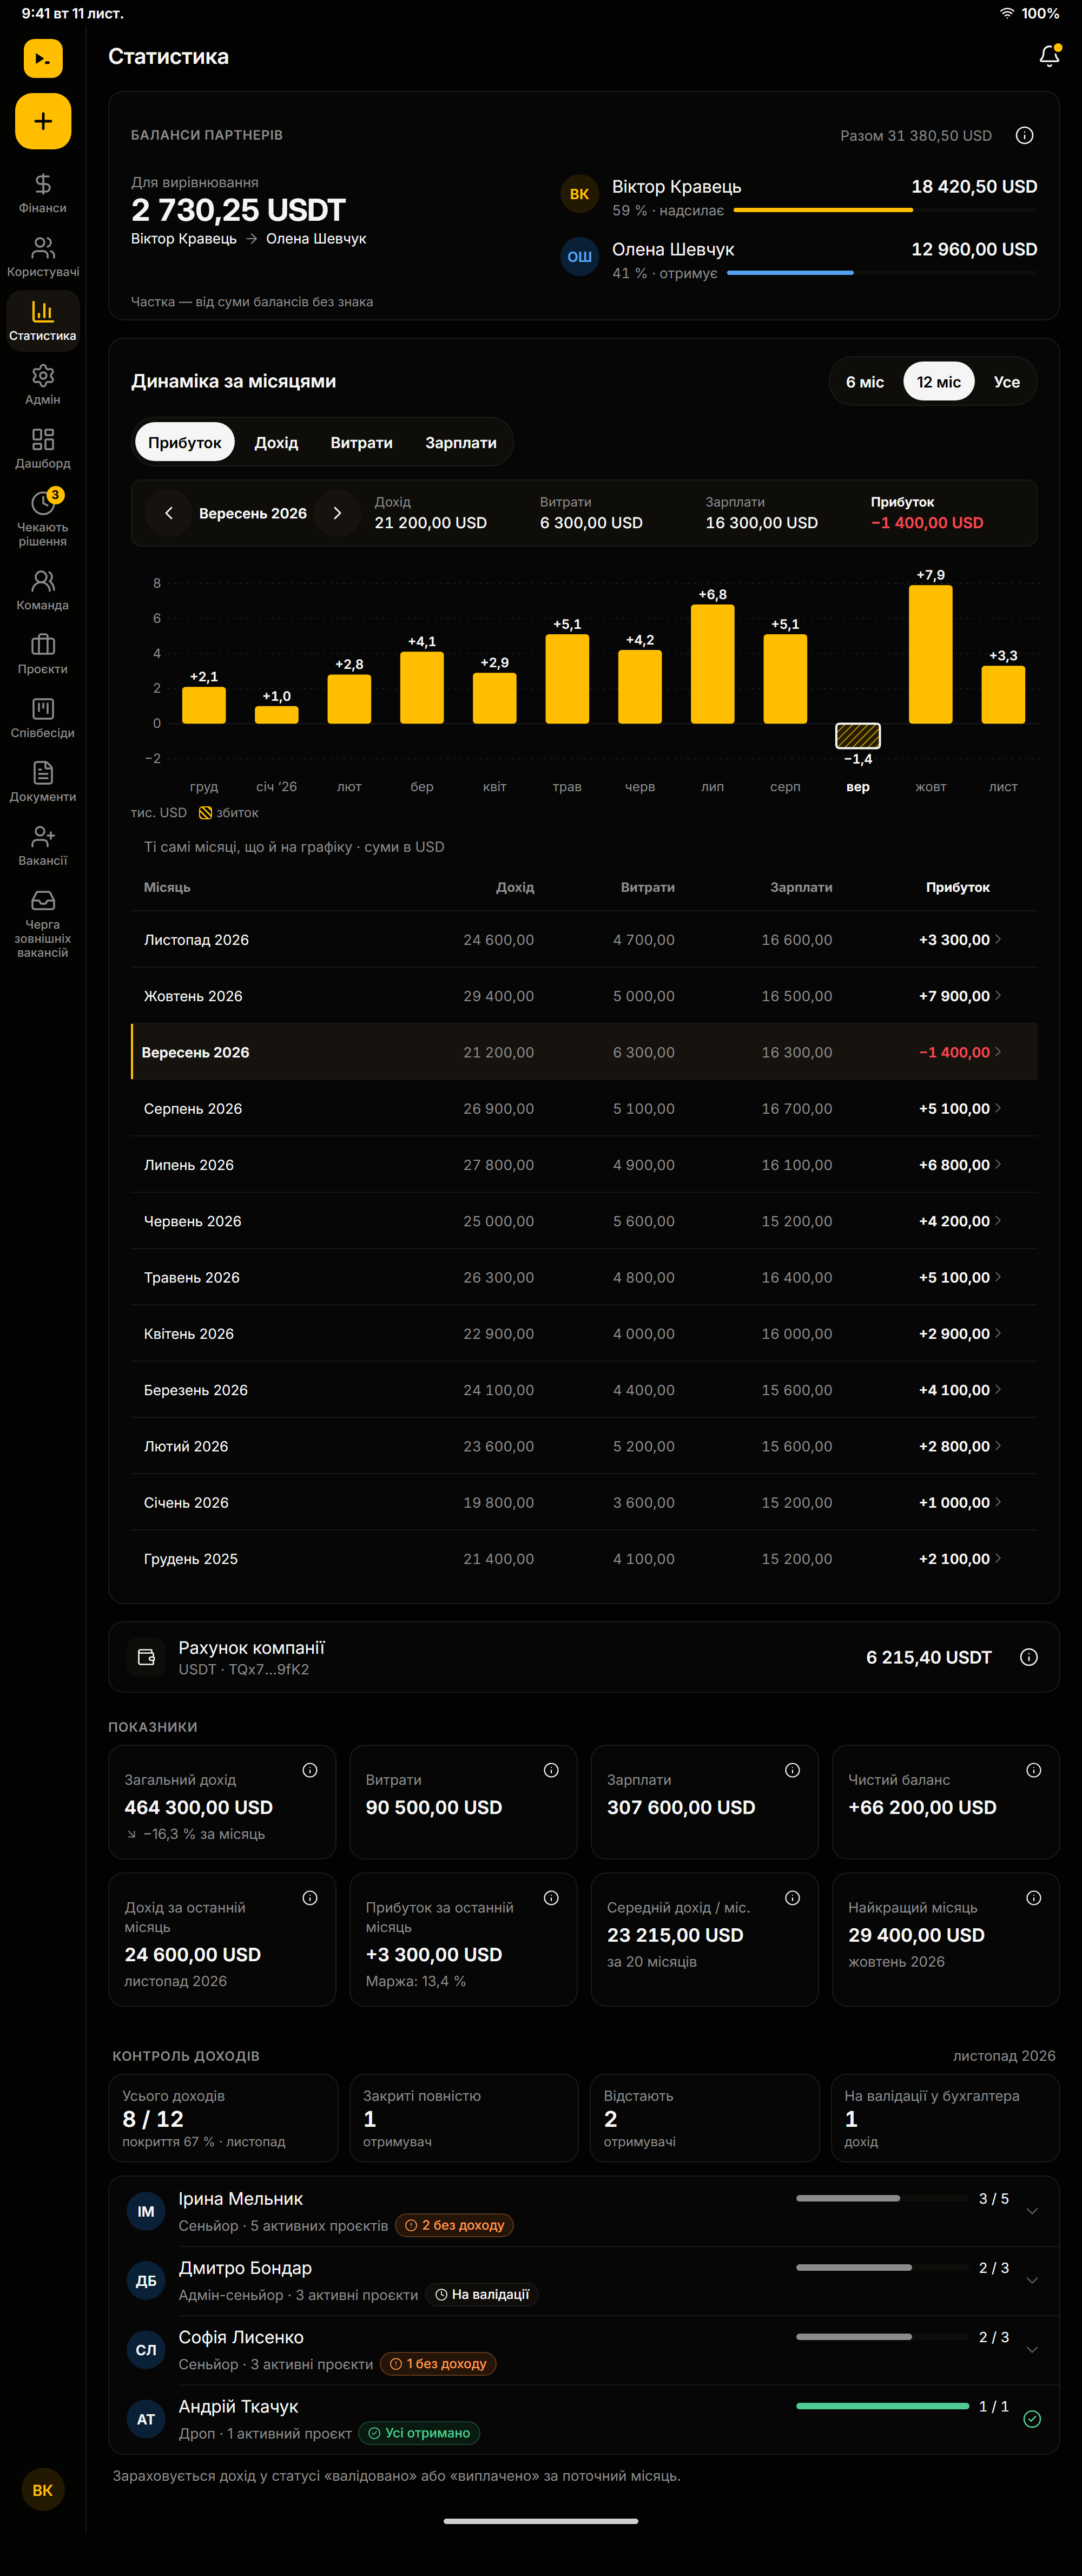 9:41 вт 11 лист.
100%
Статистика
Фінанси
Користувачі
Статистика
Адмін
Дашборд
3
Чекають
рішення
Команда
Проєкти
Співбесіди
Документи
Вакансії
Черга
зовнішніх
вакансій
ВК
БАЛАНСИ ПАРТНЕРІВ
Разом 31 380,50 USD
Для вирівнювання
2 730,25 USDT
Віктор Кравець → Олена Шевчук
Частка — від суми балансів без знака
ВК
Віктор Кравець
18 420,50 USD
59 % · надсилає
ОШ
Олена Шевчук
12 960,00 USD
41 % · отримує
Динаміка за місяцями
6 міс
12 міс
Усе
Прибуток
Дохід
Витрати
Зарплати
Вересень 2026
Дохід
21 200,00 USD
Витрати
6 300,00 USD
Зарплати
16 300,00 USD
Прибуток
−1 400,00 USD
8
6
4
2
0
−2
+2,1
+1,0
+2,8
+4,1
+2,9
+5,1
+4,2
+6,8
+5,1
−1,4
+7,9
+3,3
груд
січ '26
лют
бер
квіт
трав
черв
лип
серп
вер
жовт
лист
тис. USD
збиток
Ті самі місяці, що й на графіку · суми в USD
Місяць Дохід Витрати Зарплати Прибуток
Листопад 2026 24 600,00 4 700,00 16 600,00 +3 300,00
Жовтень 2026 29 400,00 5 000,00 16 500,00 +7 900,00
Вересень 2026 21 200,00 6 300,00 16 300,00 −1 400,00
Серпень 2026 26 900,00 5 100,00 16 700,00 +5 100,00
Липень 2026 27 800,00 4 900,00 16 100,00 +6 800,00
Червень 2026 25 000,00 5 600,00 15 200,00 +4 200,00
Травень 2026 26 300,00 4 800,00 16 400,00 +5 100,00
Квітень 2026 22 900,00 4 000,00 16 000,00 +2 900,00
Березень 2026 24 100,00 4 400,00 15 600,00 +4 100,00
Лютий 2026 23 600,00 5 200,00 15 600,00 +2 800,00
Січень 2026 19 800,00 3 600,00 15 200,00 +1 000,00
Грудень 2025 21 400,00 4 100,00 15 200,00 +2 100,00
Рахунок компанії
USDT · TQx7…9fK2
6 215,40 USDT
ПОКАЗНИКИ
Загальний дохід
464 300,00 USD
−16,3 % за місяць
Витрати
90 500,00 USD
Зарплати
307 600,00 USD
Чистий баланс
+66 200,00 USD
Дохід за останній
місяць
24 600,00 USD
листопад 2026
Прибуток за останній
місяць
+3 300,00 USD
Маржа: 13,4 %
Середній дохід / міс.
23 215,00 USD
за 20 місяців
Найкращий місяць
29 400,00 USD
жовтень 2026
КОНТРОЛЬ ДОХОДІВ
листопад 2026
Усього доходів
8 / 12
покриття 67 % · листопад
Закриті повністю
1
отримувач
Відстають
2
отримувачі
На валідації у бухгалтера
1
дохід
ІМ
Ірина Мельник
3 / 5
Сеньйор · 5 активних проєктів
2 без доходу
ДБ
Дмитро Бондар
2 / 3
Адмін-сеньйор · 3 активні проєкти
На валідації
СЛ
Софія Лисенко
2 / 3
Сеньйор · 3 активні проєкти
1 без доходу
АТ
Андрій Ткачук
1 / 1
Дроп · 1 активний проєкт
Усі отримано
Зараховується дохід у статусі «валідовано» або «виплачено» за поточний місяць.